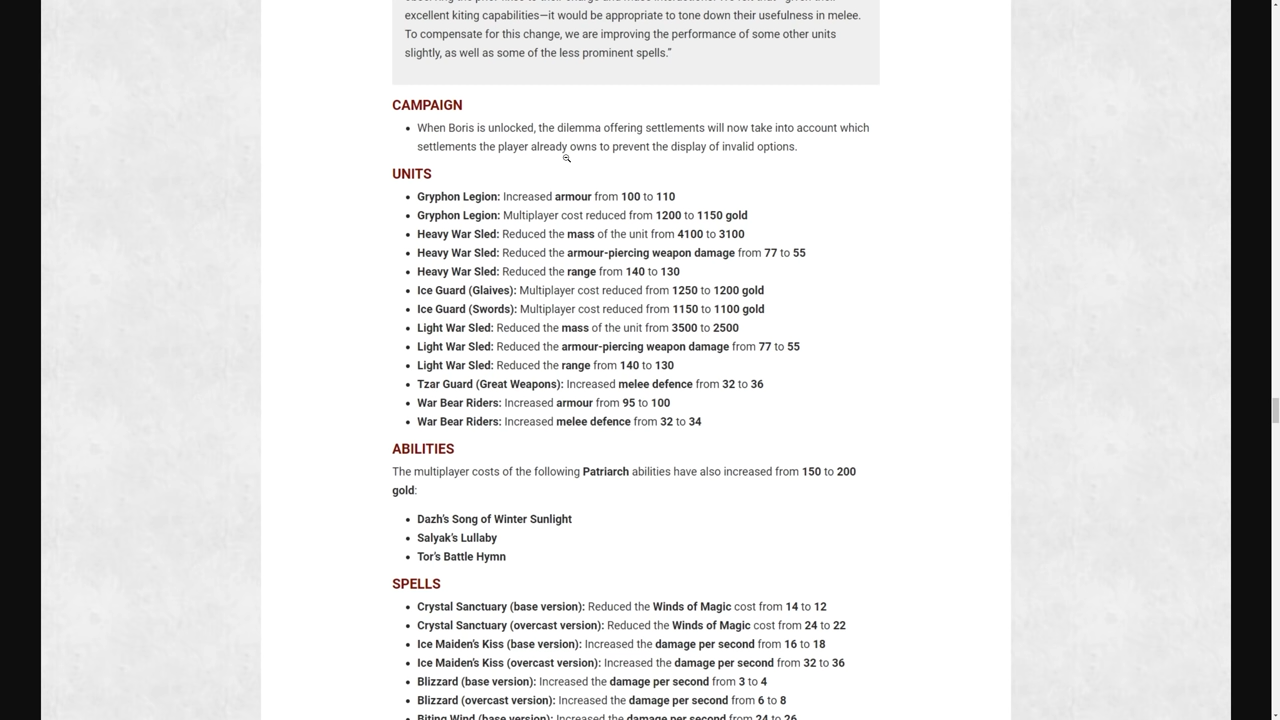 excellent kiting capabilities—it would be appropriate to tone down their usefulness in melee.
To compensate for this change, we are improving the performance of some other units
slightly, as well as some of the less prominent spells.”
CAMPAIGN
• When Boris is unlocked, the dilemma offering settlements will now take into account which
settlements the player already owns to prevent the display of invalid options.
UNITS
• Gryphon Legion: Increased armour from 100 to 110
• Gryphon Legion: Multiplayer cost reduced from 1200 to 1150 gold
• Heavy War Sled: Reduced the mass of the unit from 4100 to 3100
• Heavy War Sled: Reduced the armour-piercing weapon damage from 77 to 55
• Heavy War Sled: Reduced the range from 140 to 130
• Ice Guard (Glaives): Multiplayer cost reduced from 1250 to 1200 gold
• Ice Guard (Swords): Multiplayer cost reduced from 1150 to 1100 gold
• Light War Sled: Reduced the mass of the unit from 3500 to 2500
• Light War Sled: Reduced the armour-piercing weapon damage from 77 to 55
• Light War Sled: Reduced the range from 140 to 130
• Tzar Guard (Great Weapons): Increased melee defence from 32 to 36
• War Bear Riders: Increased armour from 95 to 100
• War Bear Riders: Increased melee defence from 32 to 34
ABILITIES
The multiplayer costs of the following Patriarch abilities have also increased from 150 to 200
gold:
• Dazh’s Song of Winter Sunlight
• Salyak’s Lullaby
• Tor’s Battle Hymn
SPELLS
• Crystal Sanctuary (base version): Reduced the Winds of Magic cost from 14 to 12
• Crystal Sanctuary (overcast version): Reduced the Winds of Magic cost from 24 to 22
• Ice Maiden’s Kiss (base version): Increased the damage per second from 16 to 18
• Ice Maiden’s Kiss (overcast version): Increased the damage per second from 32 to 36
• Blizzard (base version): Increased the damage per second from 3 to 4
• Blizzard (overcast version): Increased the damage per second from 6 to 8
• Biting Wind (base version): Increased the damage per second from 24 to 26